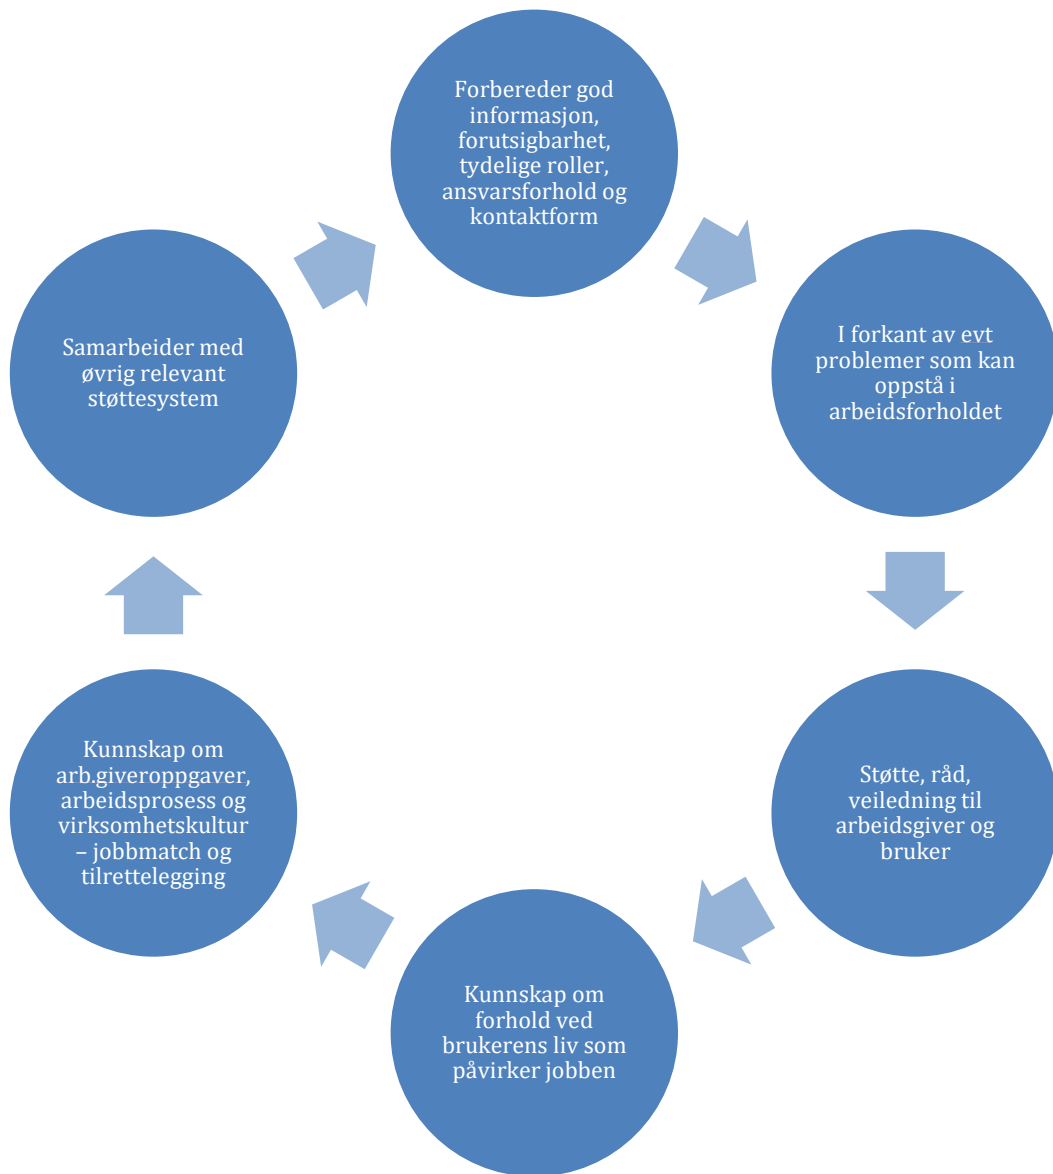 Forbereder god
informasjon,
forutsigbarhet,
tydelige roller,
ansvarsforhold og
kontaktform
I forkant av evt
problemer som kan
oppstå i
arbeidsforholdet
Støtte, råd,
veiledning til
arbeidsgiver og
bruker
Kunnskap om
forhold ved
brukerens liv som
påvirker jobben
Kunnskap om
arb.giveroppgaver,
arbeidsprosess og
virksomhetskultur
– jobbmatch og
tilrettelegging
Samarbeider med
øvrig relevant
støttesystem